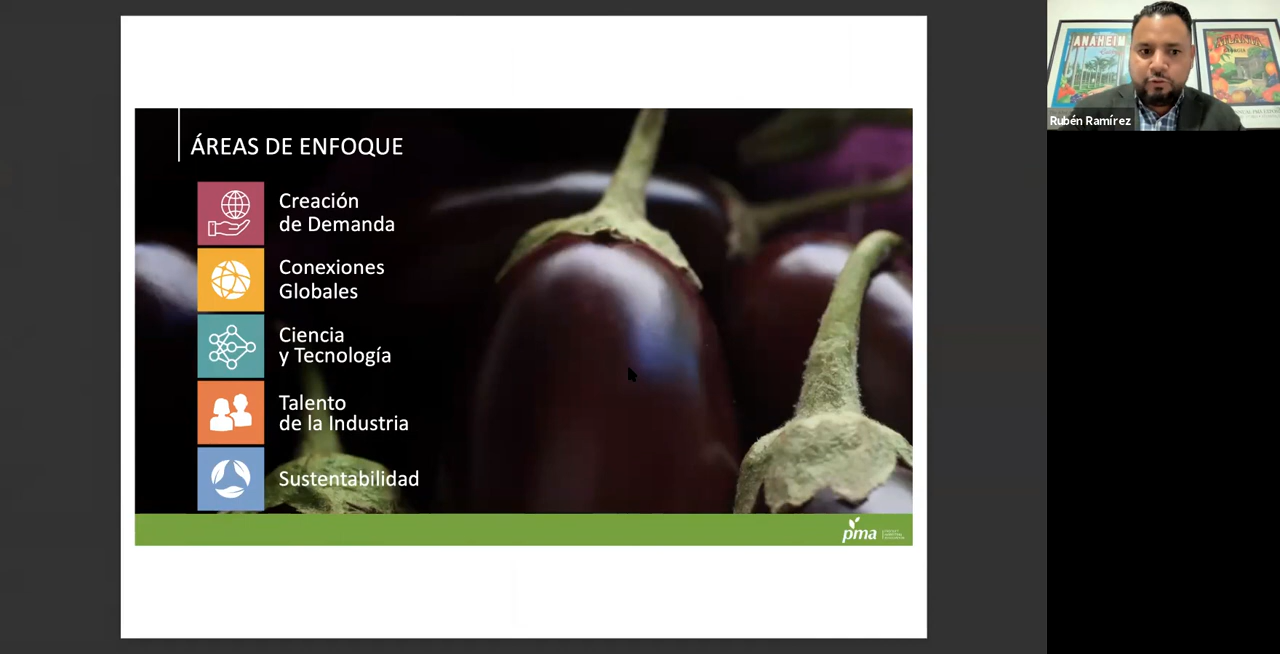 ÁREAS DE ENFOQUE
Creación
de Demanda
Conexiones
Globales
Ciencia
y Tecnología
Talento
de la Industria
Sustentabilidad
pma
ANAHEIM
Rubén Ramírez